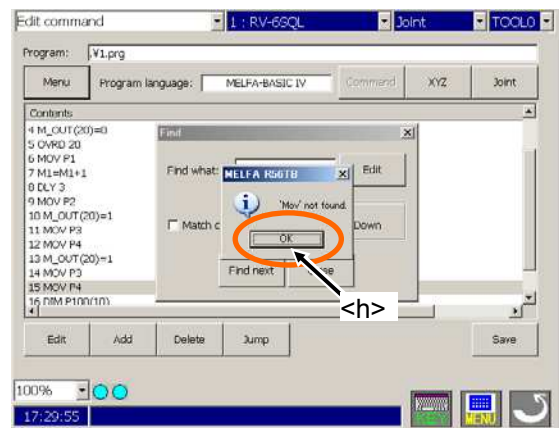 Edit command 1 : RV-6SQL Joint TOOL0
Program: .¥1.prg
Menu Program language: MELFA-BASIC IV Command XYZ Joint
Contents
4 M_OUT(20)=0
5 OVRD 20
6 MOV P1
7 M1=M1+1
8 DLY 3
9 MOV P2
10 M_OUT(20)=1
11 MOV P3
12 MOV P4
13 M_OUT(20)=1
14 MOV P3
15 MOV P4
16 DIM P100(10)
Find
Find what: Edit
MELFA R56TB
'Mov' not found.
Match c Down
OK
Find next
<h>
Edit Add Delete Jump Save
100%
17:29:55 KEY MENU